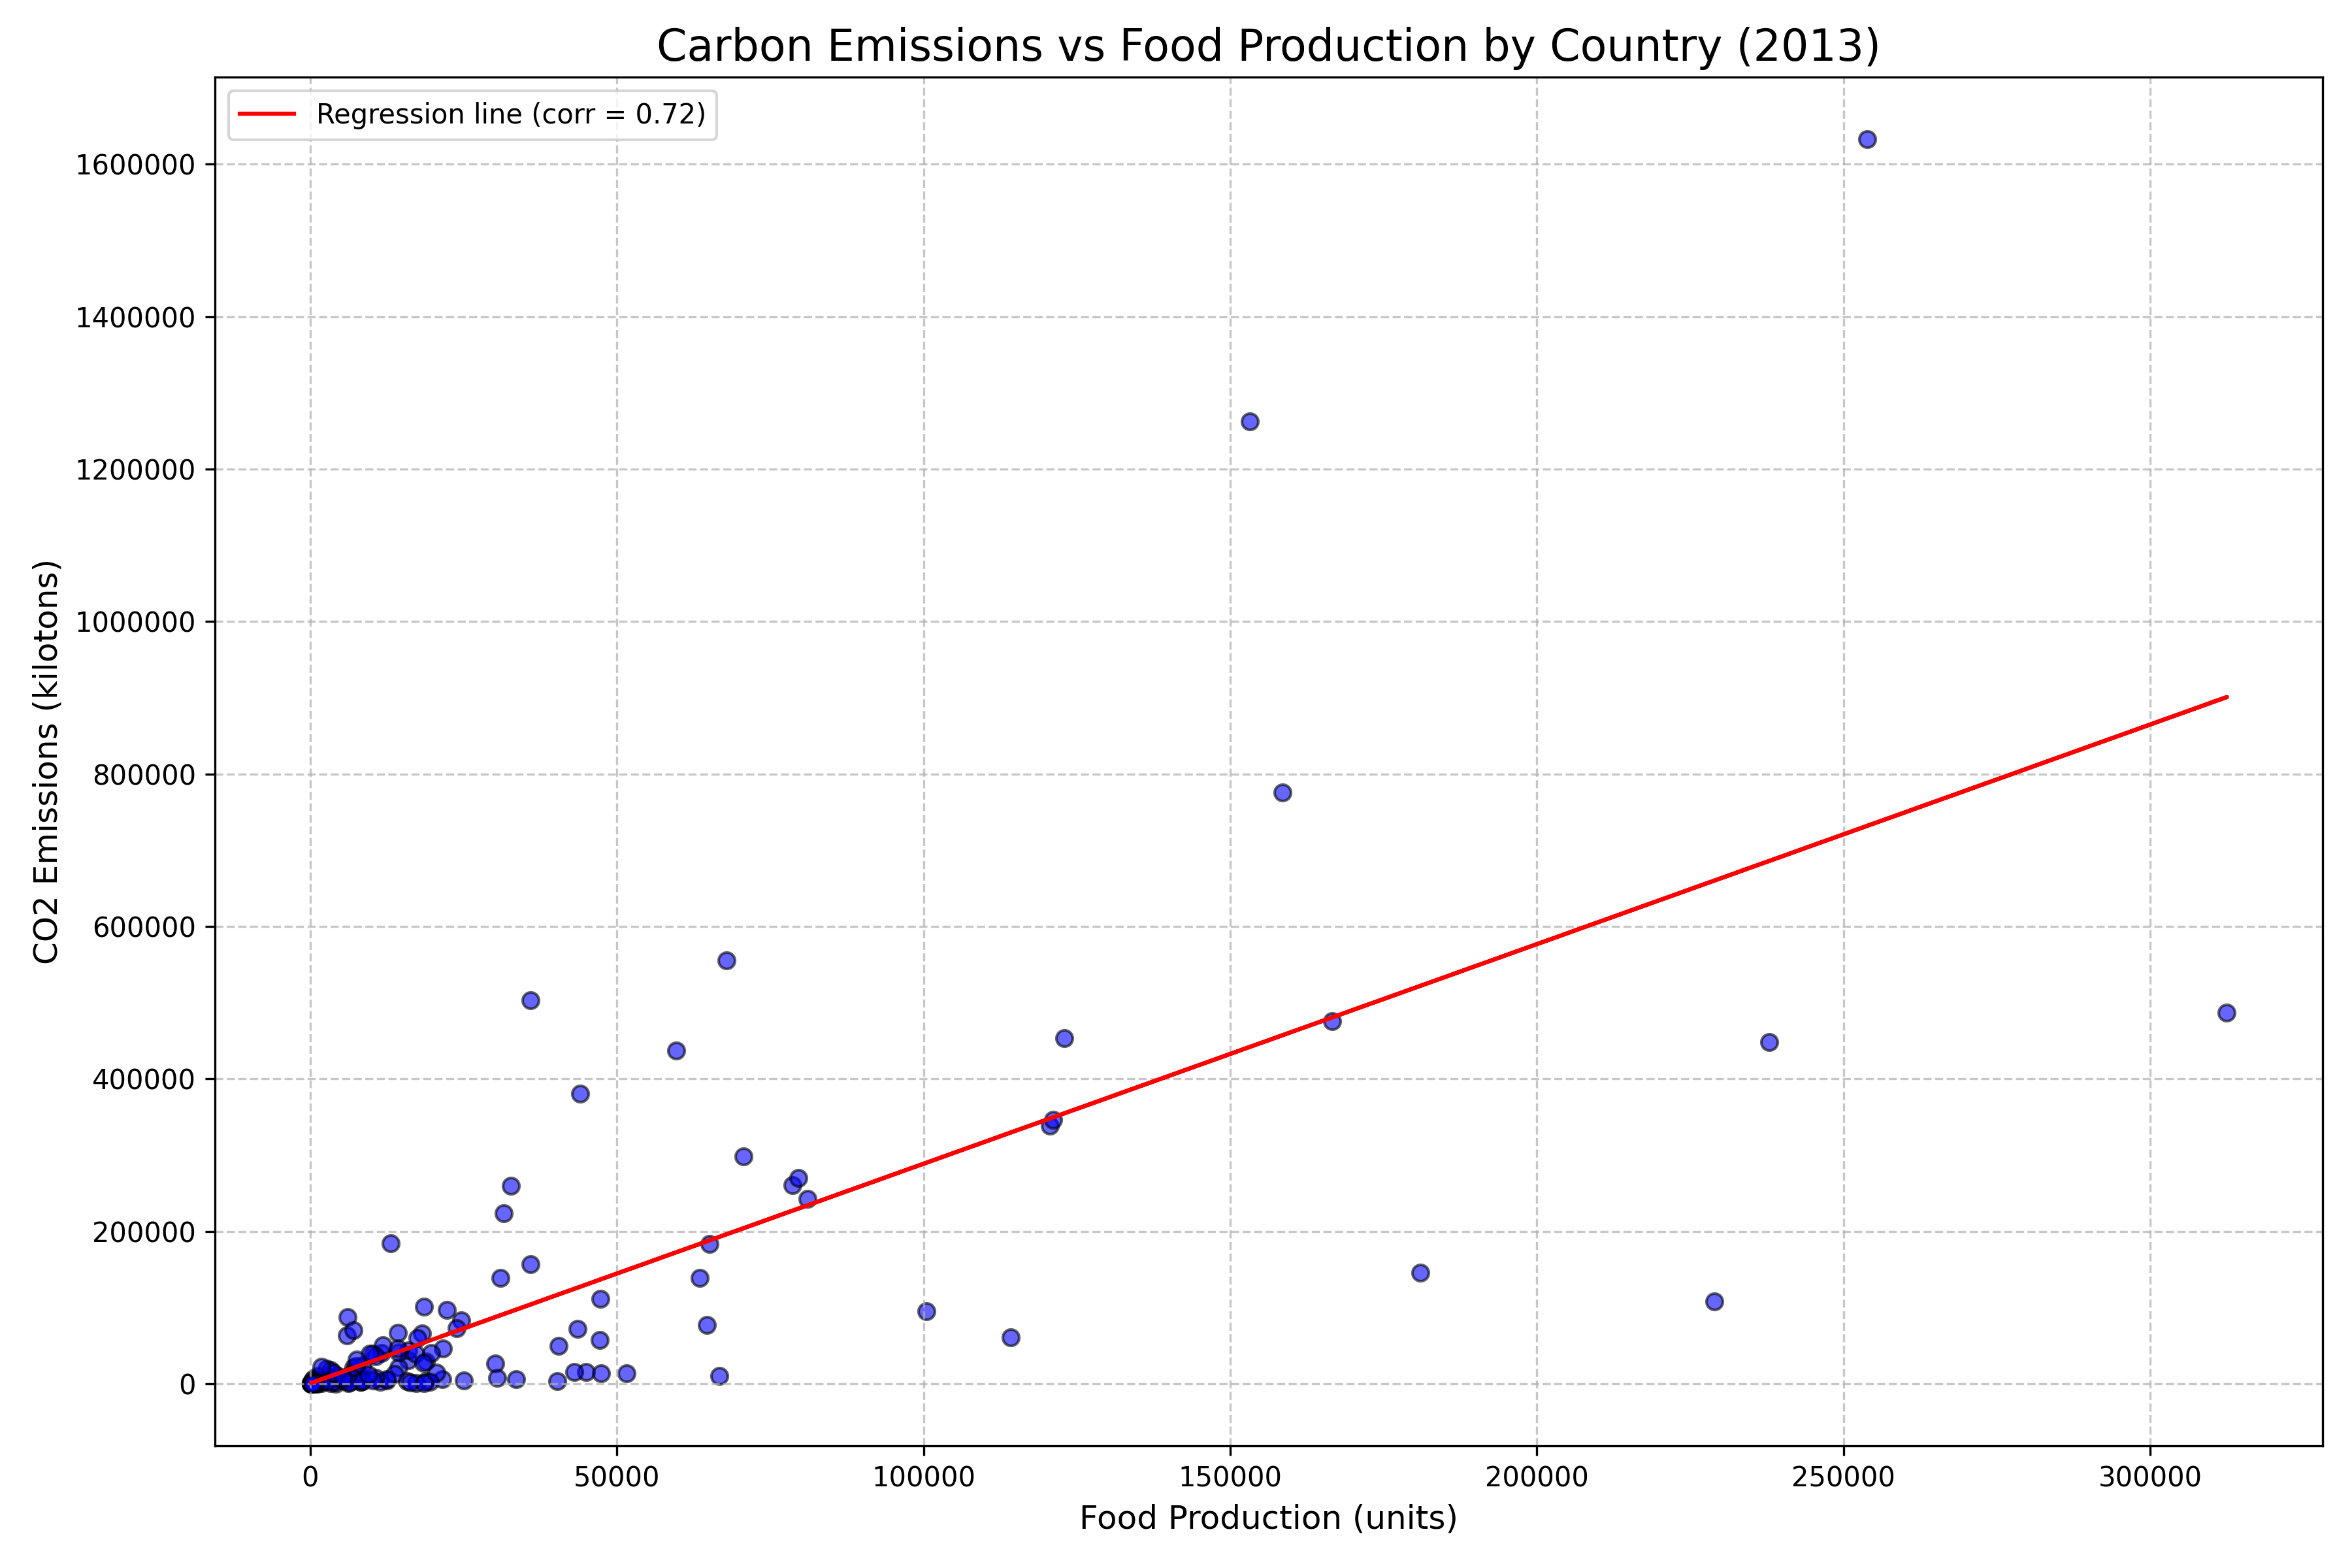 Carbon Emissions vs Food Production by Country (2013)
Regression line (corr = 0.72)
1600000
1400000
1200000
1000000
800000
600000
400000
200000
0
CO2 Emissions (kilotons)
0 50000 100000 150000 200000 250000 300000
Food Production (units)